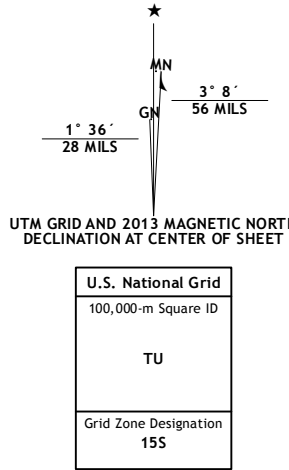 ★
MN
GN
3° 8´
56 MILS
1° 36´
28 MILS
UTM GRID AND 2013 MAGNETIC NORT
DECLINATION AT CENTER OF SHEET
U.S. National Grid
100,000-m Square ID
TU
Grid Zone Designation
15S